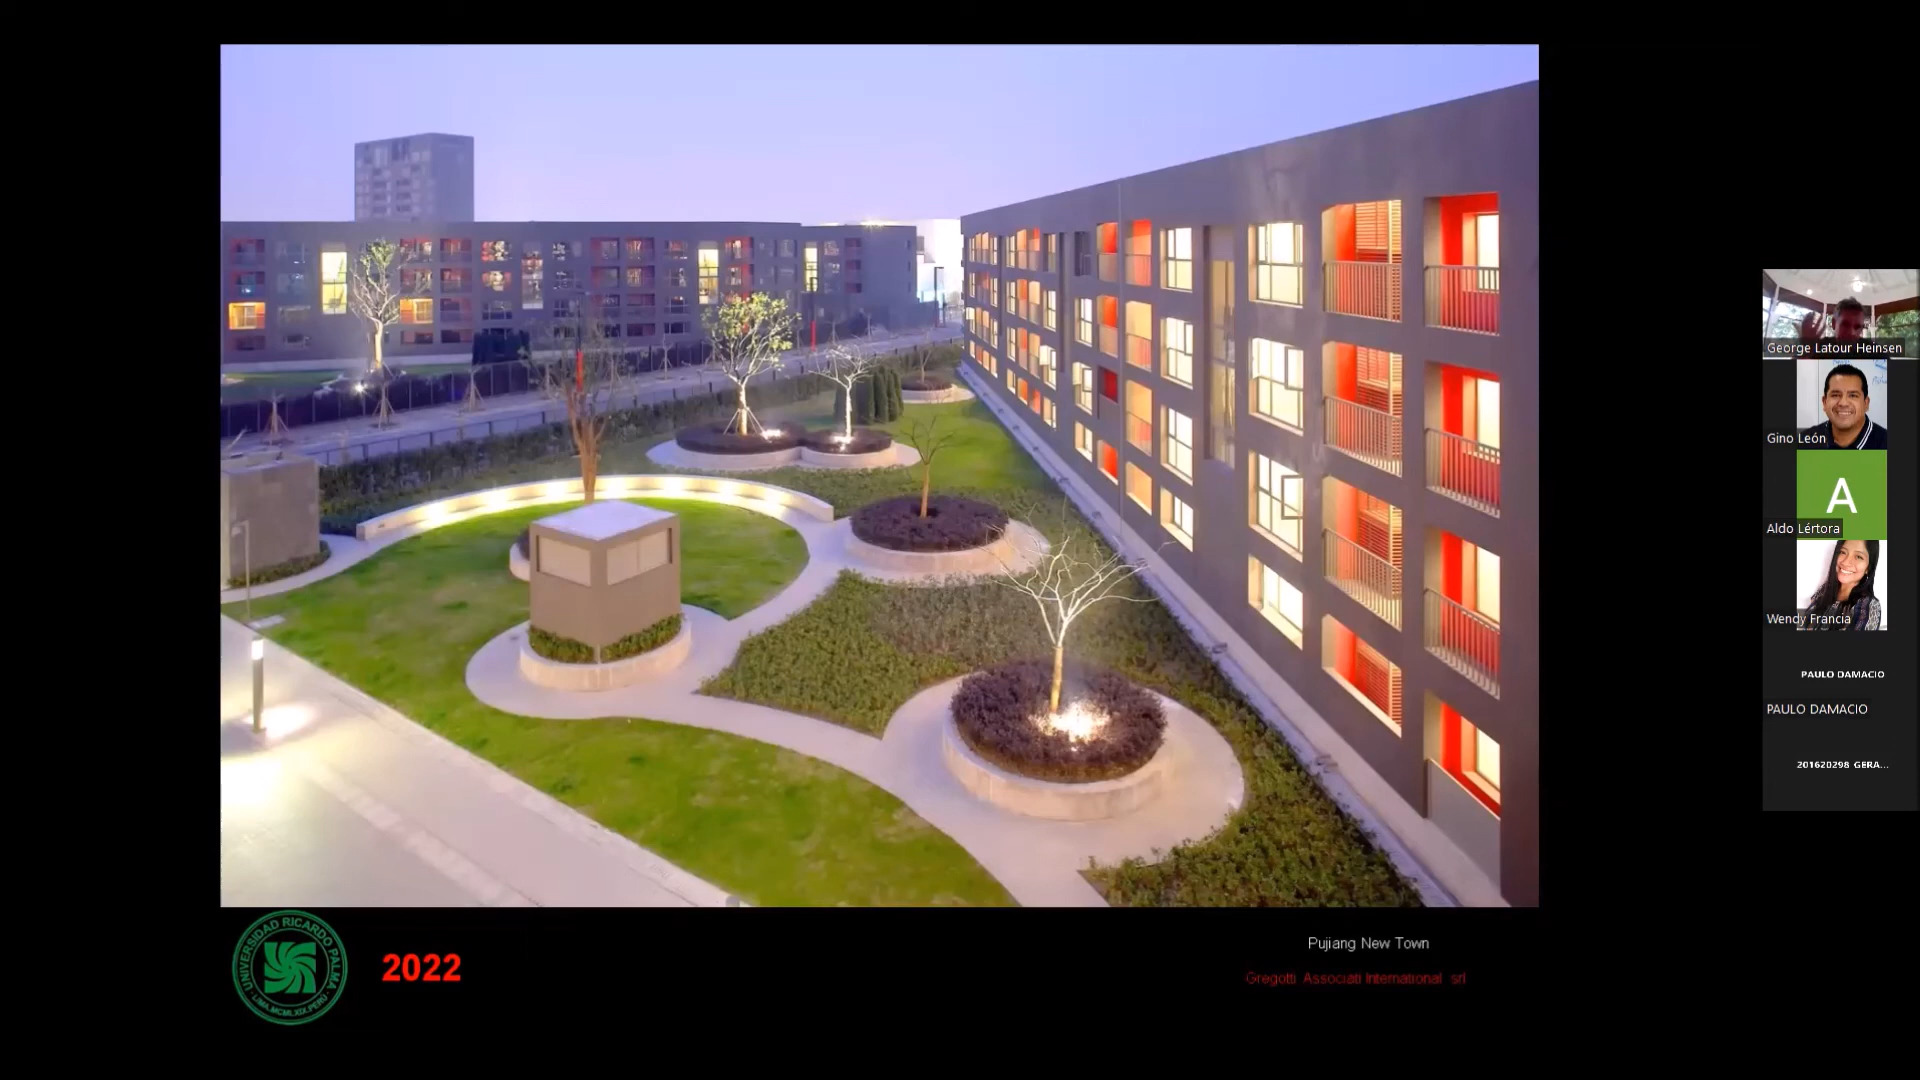 George Latour Heinsen
Gino León
A
Aldo Lértora
Wendy Francia
PAULO DAMACIO
PAULO DAMACIO
201620298 GERA...
UNIVERSIDAD RICARDO PALMA
· LIMA.MCMLXIX.PERÚ ·
2022
Pujiang New Town
Gregotti Associati International srl